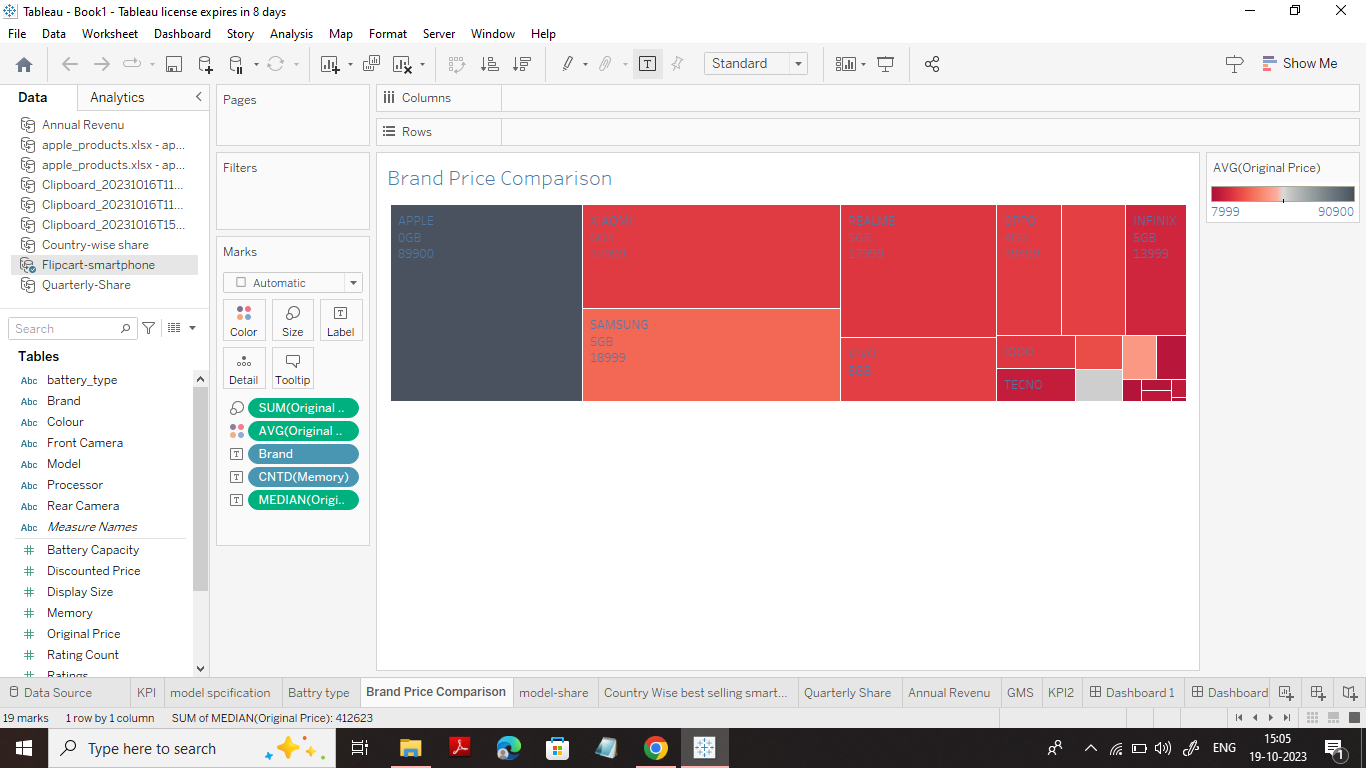 Tableau - Book1 - Tableau license expires in 8 days
File Data Worksheet Dashboard Story Analysis Map Format Server Window Help
Standard
Show Me
Data Analytics
Annual Revenu
apple_products.xlsx - ap...
apple_products.xlsx - ap...
Clipboard_20231016T11...
Clipboard_20231016T11...
Clipboard_20231016T15...
Country-wise share
Flipcart-smartphone
Quarterly-Share
Search
Tables
Abc battery_type
Abc Brand
Abc Colour
Abc Front Camera
Abc Model
Abc Processor
Abc Rear Camera
Abc Measure Names
# Battery Capacity
# Discounted Price
# Display Size
# Memory
# Original Price
# Rating Count
# Ratings
Pages
Filters
Marks
Automatic
Color Size Label
Detail Tooltip
SUM(Original ..
AVG(Original ..
Brand
CNTD(Memory)
MEDIAN(Origi..
Columns
Rows
Brand Price Comparison
APPLE
0GB
89900
XIAOMI
SAMSUNG
5GB
18999
REALME
5GB
VIVO
5GB
OPPO
INFINIX
5GB
13999
TECNO
AVG(Original Price)
7999 90900
Data Source KPI model spcification Battry type Brand Price Comparison model-share Country Wise best selling smart... Quarterly Share Annual Revenu GMS KPI2 Dashboard 1 Dashboard
19 marks 1 row by 1 column SUM of MEDIAN(Original Price): 412623
Type here to search
ENG
15:05
19-10-2023
1